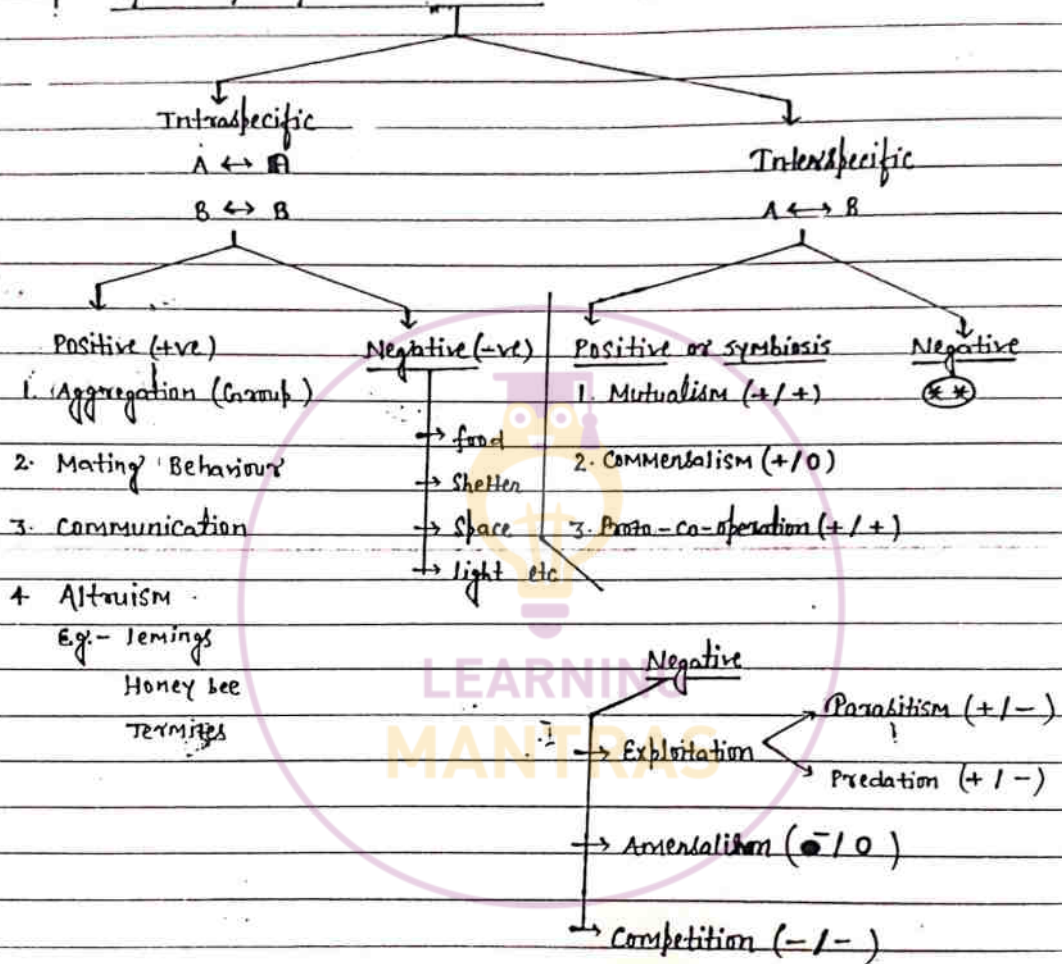 Intraspecific
A ↔ A
B ↔ B
Interspecific
A ↔ B
Positive (+ve)
1. Aggregation (Group)
2. Mating Behaviour
3. Communication
4 Altruism
E.g.- lemings
Honey bee
Termites
Negative (-ve)
→ food
→ Shelter
→ Space
→ light etc
Positive or symbiosis
1. Mutualism (+/+)
2. Commensalism (+/0)
3. Proto-co-operation (+/+)
Negative
**
Negative
→ Exploitation
Parasitism (+/-)
Predation (+/-)
→ Amensalism (-/0)
→ Competition (-/-)
LEARNING
MANTRAS